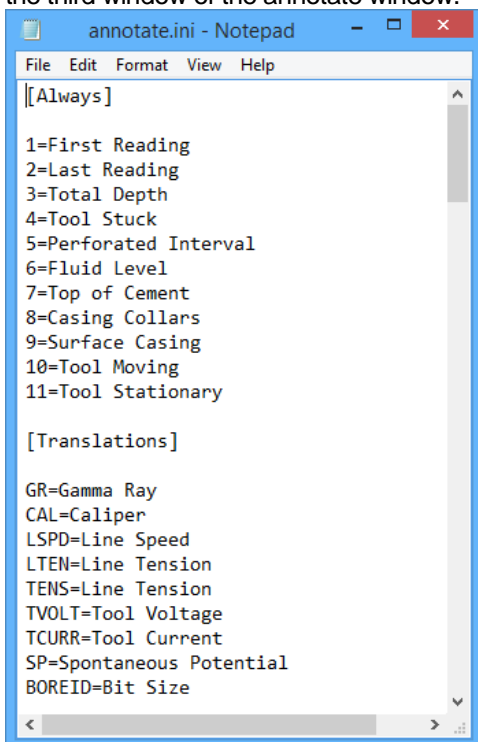 the third window of the annotate window.
annotate.ini - Notepad
File Edit Format View Help
[Always]
1=First Reading
2=Last Reading
3=Total Depth
4=Tool Stuck
5=Perforated Interval
6=Fluid Level
7=Top of Cement
8=Casing Collars
9=Surface Casing
10=Tool Moving
11=Tool Stationary
[Translations]
GR=Gamma Ray
CAL=Caliper
LSPD=Line Speed
LTEN=Line Tension
TENS=Line Tension
TVOLT=Tool Voltage
TCURR=Tool Current
SP=Spontaneous Potential
BOREID=Bit Size